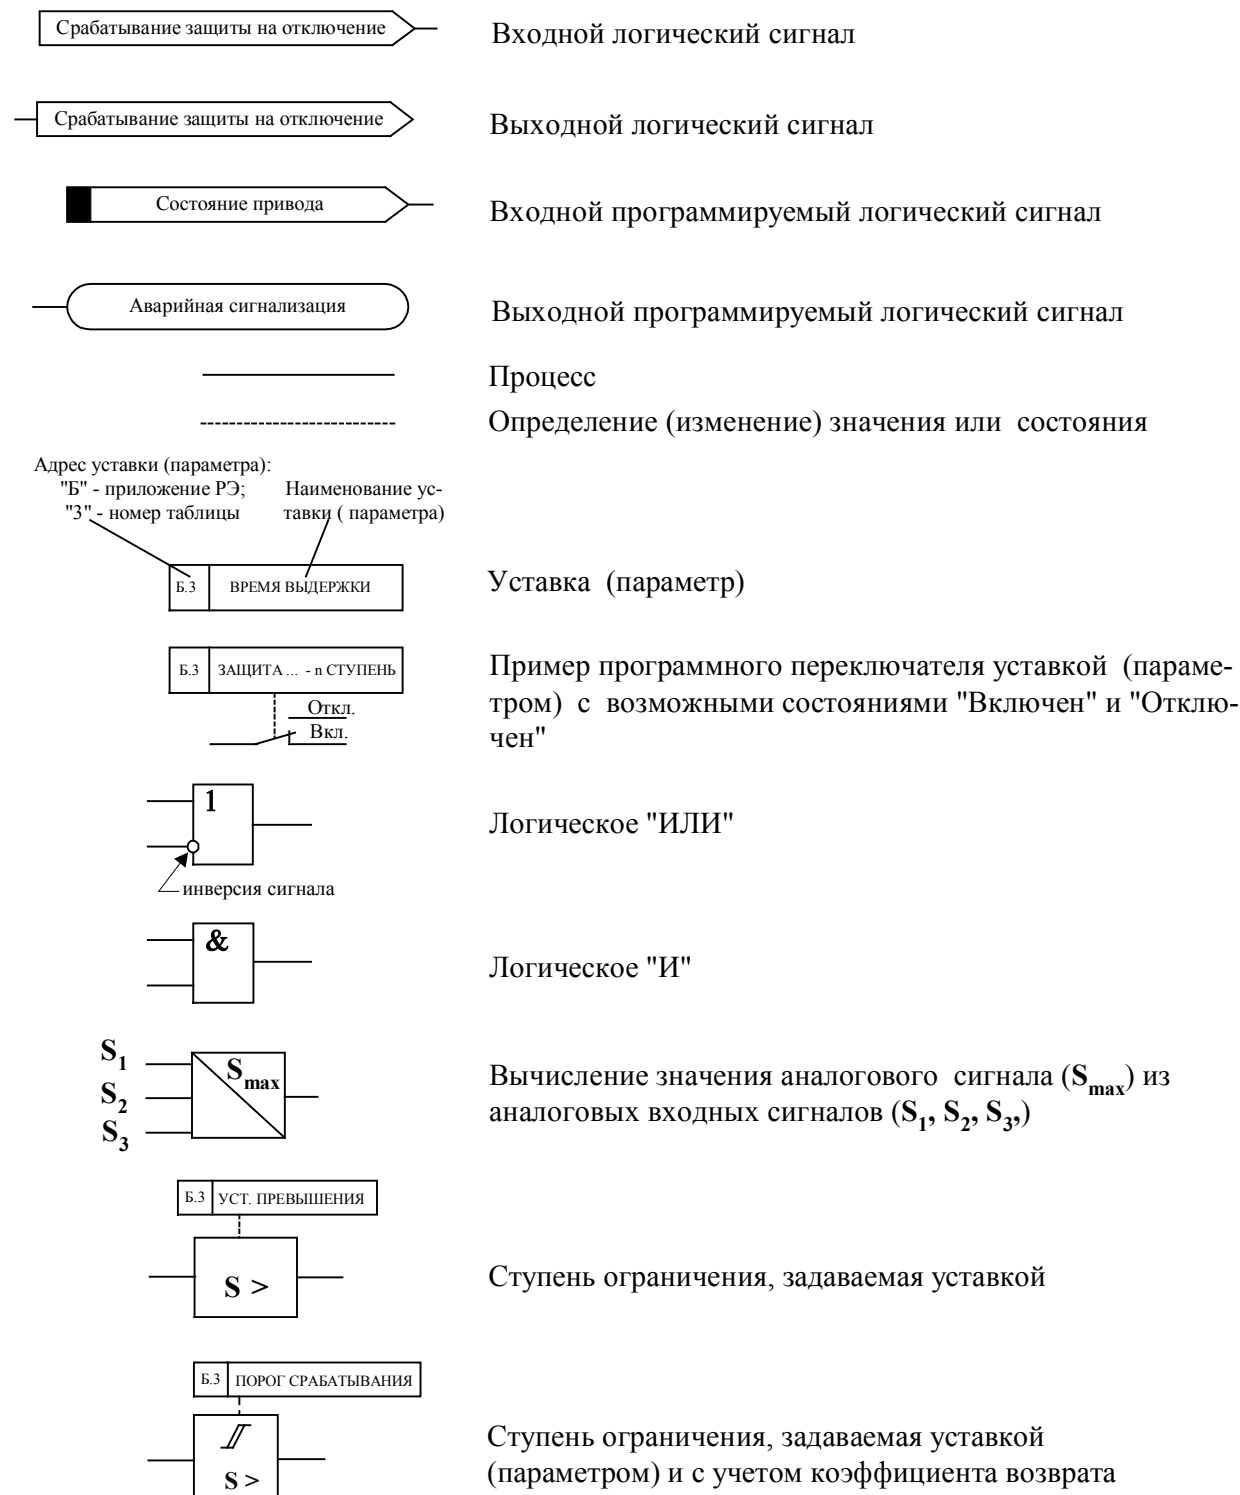 Срабатывание защиты на отключение
Входной логический сигнал
Срабатывание защиты на отключение
Выходной логический сигнал
Состояние привода
Входной программируемый логический сигнал
Аварийная сигнализация
Выходной программируемый логический сигнал
Процесс
Определение (изменение) значения или состояния
Адрес уставки (параметра):
"Б" - приложение РЭ;
"3" - номер таблицы
Наименование ус-
тавки ( параметра)
Б.3 ВРЕМЯ ВЫДЕРЖКИ
Уставка (параметр)
Б.3 ЗАЩИТА ... - n СТУПЕНЬ
Откл.
Вкл.
Пример программного переключателя уставкой (параме-
тром) с возможными состояниями "Включен" и "Отклю-
чен"
1
инверсия сигнала
Логическое "ИЛИ"
&
Логическое "И"
S1
S2
S3
Smax
Вычисление значения аналогового сигнала (Smax) из
аналоговых входных сигналов (S1, S2, S3,)
Б.3 УСТ. ПРЕВЫШЕНИЯ
S >
Ступень ограничения, задаваемая уставкой
Б.3 ПОРОГ СРАБАТЫВАНИЯ
S >
Ступень ограничения, задаваемая уставкой
(параметром) и с учетом коэффициента возврата